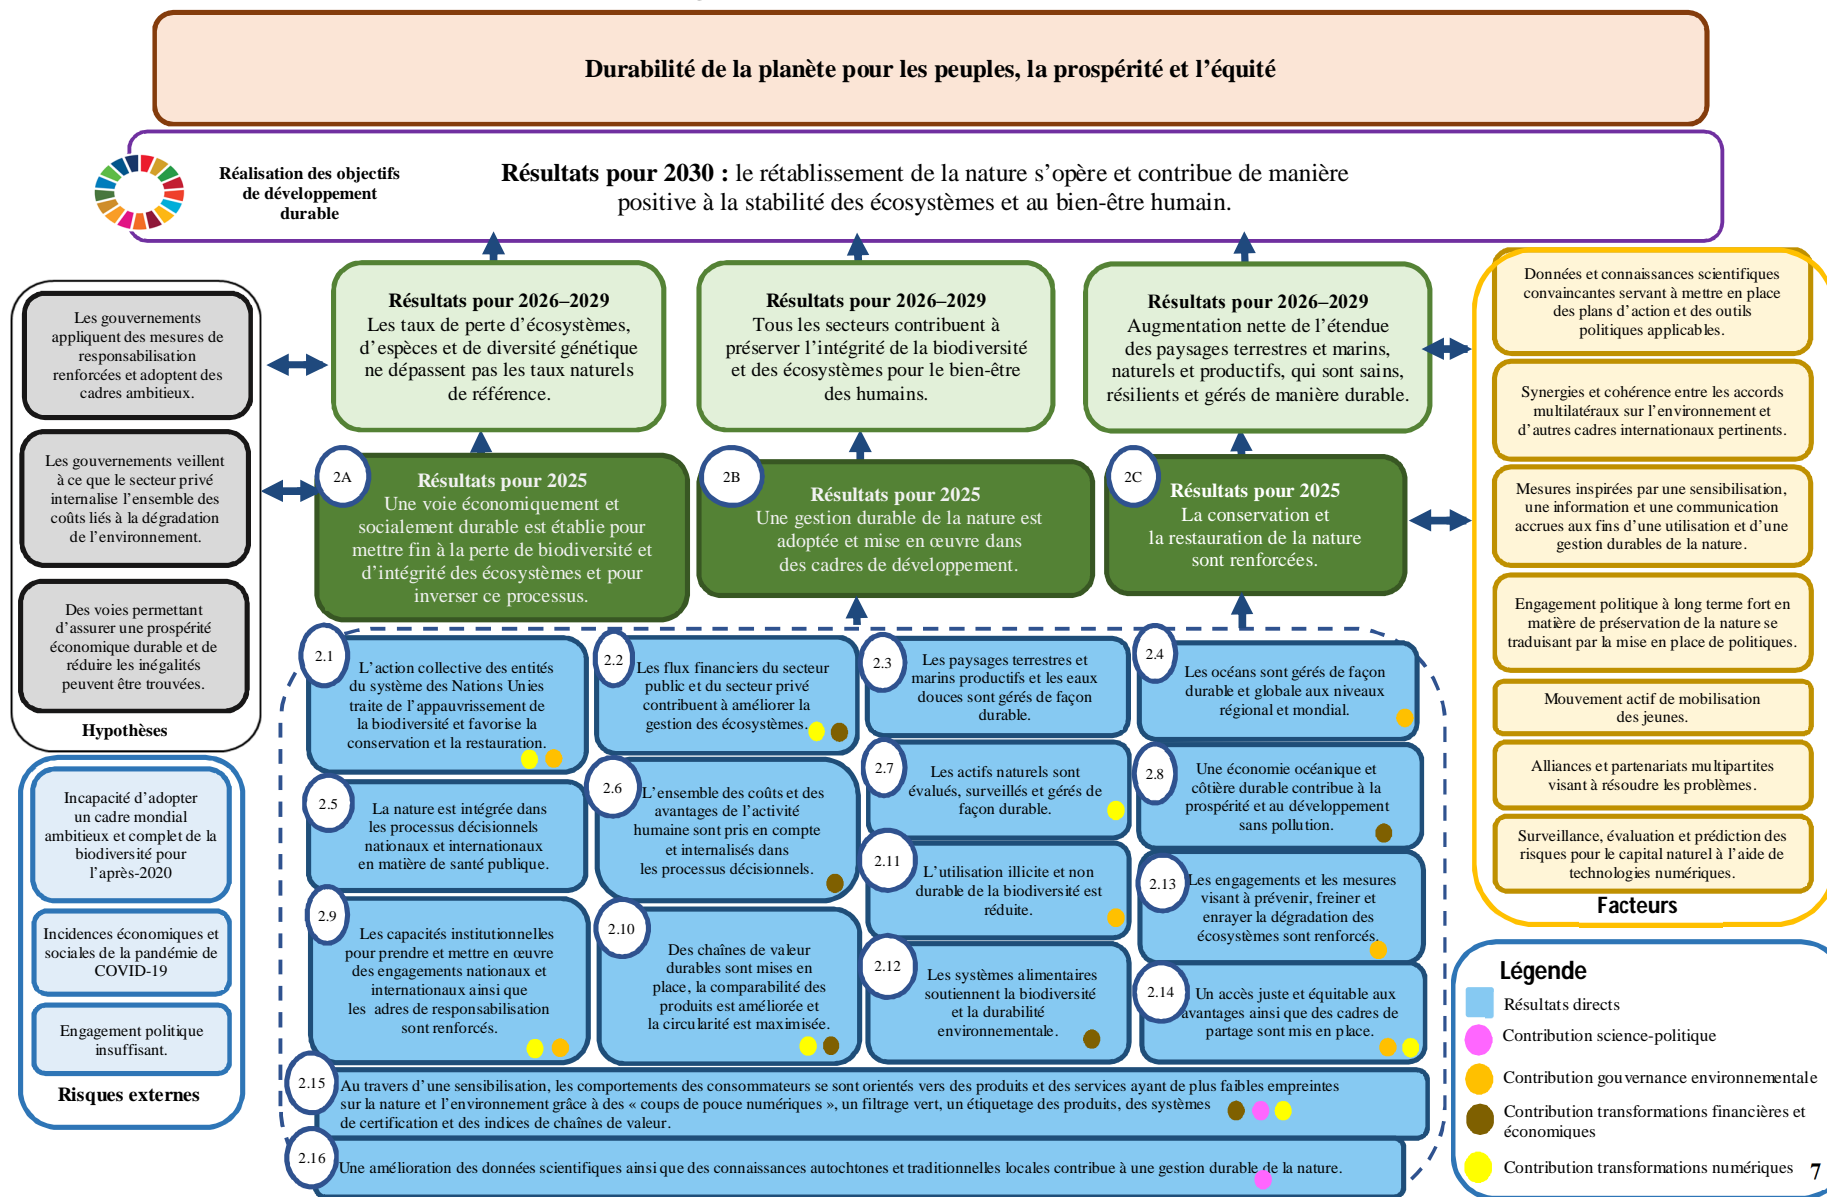 Durabilité de la planète pour les peuples, la prospérité et l’équité
Réalisation des objectifs
de développement
durable
Résultats pour 2030 : le rétablissement de la nature s’opère et contribue de manière
positive à la stabilité des écosystèmes et au bien-être humain.
Les gouvernements
appliquent des mesures de
responsabilisation
renforcées et adoptent des
cadres ambitieux.
Les gouvernements veillent
à ce que le secteur privé
internalise l’ensemble des
coûts liés à la dégradation
de l’environnement.
Des voies permettant
d’assurer une prospérité
économique durable et de
réduire les inégalités
peuvent être trouvées.
Hypothèses
Incapacité d’adopter
un cadre mondial
ambitieux et complet de la
biodiversité pour
l’après-2020
Incidences économiques et
sociales de la pandémie de
COVID-19
Engagement politique
insuffisant.
Risques externes
Résultats pour 2026–2029
Les taux de perte d’écosystèmes,
d’espèces et de diversité génétique
ne dépassent pas les taux naturels
de référence.
Résultats pour 2026–2029
Tous les secteurs contribuent à
préserver l’intégrité de la biodiversité
et des écosystèmes pour le bien-être
des humains.
Résultats pour 2026–2029
Augmentation nette de l’étendue
des paysages terrestres et marins,
naturels et productifs, qui sont sains,
résilients et gérés de manière durable.
2A
Résultats pour 2025
Une voie économiquement et
socialement durable est établie pour
mettre fin à la perte de biodiversité et
d’intégrité des écosystèmes et pour
inverser ce processus.
2B
Résultats pour 2025
Une gestion durable de la nature est
adoptée et mise en œuvre dans
des cadres de développement.
2C
Résultats pour 2025
La conservation et
la restauration de la nature
sont renforcées.
2.1
L’action collective des entités
du système des Nations Unies
traite de l’appauvrissement de
la biodiversité et favorise la
conservation et la restauration.
2.2
Les flux financiers du secteur
public et du secteur privé
contribuent à améliorer la
gestion des écosystèmes.
2.3
Les paysages terrestres et
marins productifs et les eaux
douces sont gérés de façon
durable.
2.4
Les océans sont gérés de façon
durable et globale aux niveaux
régional et mondial.
2.5
La nature est intégrée dans
les processus décisionnels
nationaux et internationaux
en matière de santé publique.
2.6
L’ensemble des coûts et des
avantages de l’activité
humaine sont pris en compte
et internalisés dans
les processus décisionnels.
2.7
Les actifs naturels sont
évalués, surveillés et gérés de
façon durable.
2.8
Une économie océanique et
côtière durable contribue à la
prospérité et au développement
sans pollution.
2.9
Les capacités institutionnelles
pour prendre et mettre en œuvre
des engagements nationaux et
internationaux ainsi que
les adres de responsabilisation
sont renforcés.
2.10
Des chaînes de valeur
durables sont mises en
place, la comparabilité des
produits est améliorée et
la circularité est maximisée.
2.11
L’utilisation illicite et non
durable de la biodiversité est
réduite.
2.12
Les systèmes alimentaires
soutiennent la biodiversité
et la durabilité
environnementale.
2.13
Les engagements et les mesures
visant à prévenir, freiner et
enrayer la dégradation des
écosystèmes sont renforcés.
2.14
Un accès juste et équitable aux
avantages ainsi que des cadres de
partage sont mis en place.
2.15
Au travers d’une sensibilisation, les comportements des consommateurs se sont orientés vers des produits et des services ayant de plus faibles empreintes
sur la nature et l’environnement grâce à des « coups de pouce numériques », un filtrage vert, un étiquetage des produits, des systèmes
de certification et des indices de chaînes de valeur.
2.16
Une amélioration des données scientifiques ainsi que des connaissances autochtones et traditionnelles locales contribue à une gestion durable de la nature.
Données et connaissances scientifiques
convaincantes servant à mettre en place
des plans d’action et des outils
politiques applicables.
Synergies et cohérence entre les accords
multilatéraux sur l’environnement et
d’autres cadres internationaux pertinents.
Mesures inspirées par une sensibilisation,
une information et une communication
accrues aux fins d’une utilisation et d’une
gestion durables de la nature.
Engagement politique à long terme fort en
matière de préservation de la nature se
traduisant par la mise en place de politiques.
Mouvement actif de mobilisation
des jeunes.
Alliances et partenariats multipartites
visant à résoudre les problèmes.
Surveillance, évaluation et prédiction des
risques pour le capital naturel à l’aide de
technologies numériques.
Facteurs
Légende
Résultats directs
Contribution science-politique
Contribution gouvernance environnementale
Contribution transformations financières et
économiques
Contribution transformations numériques
7